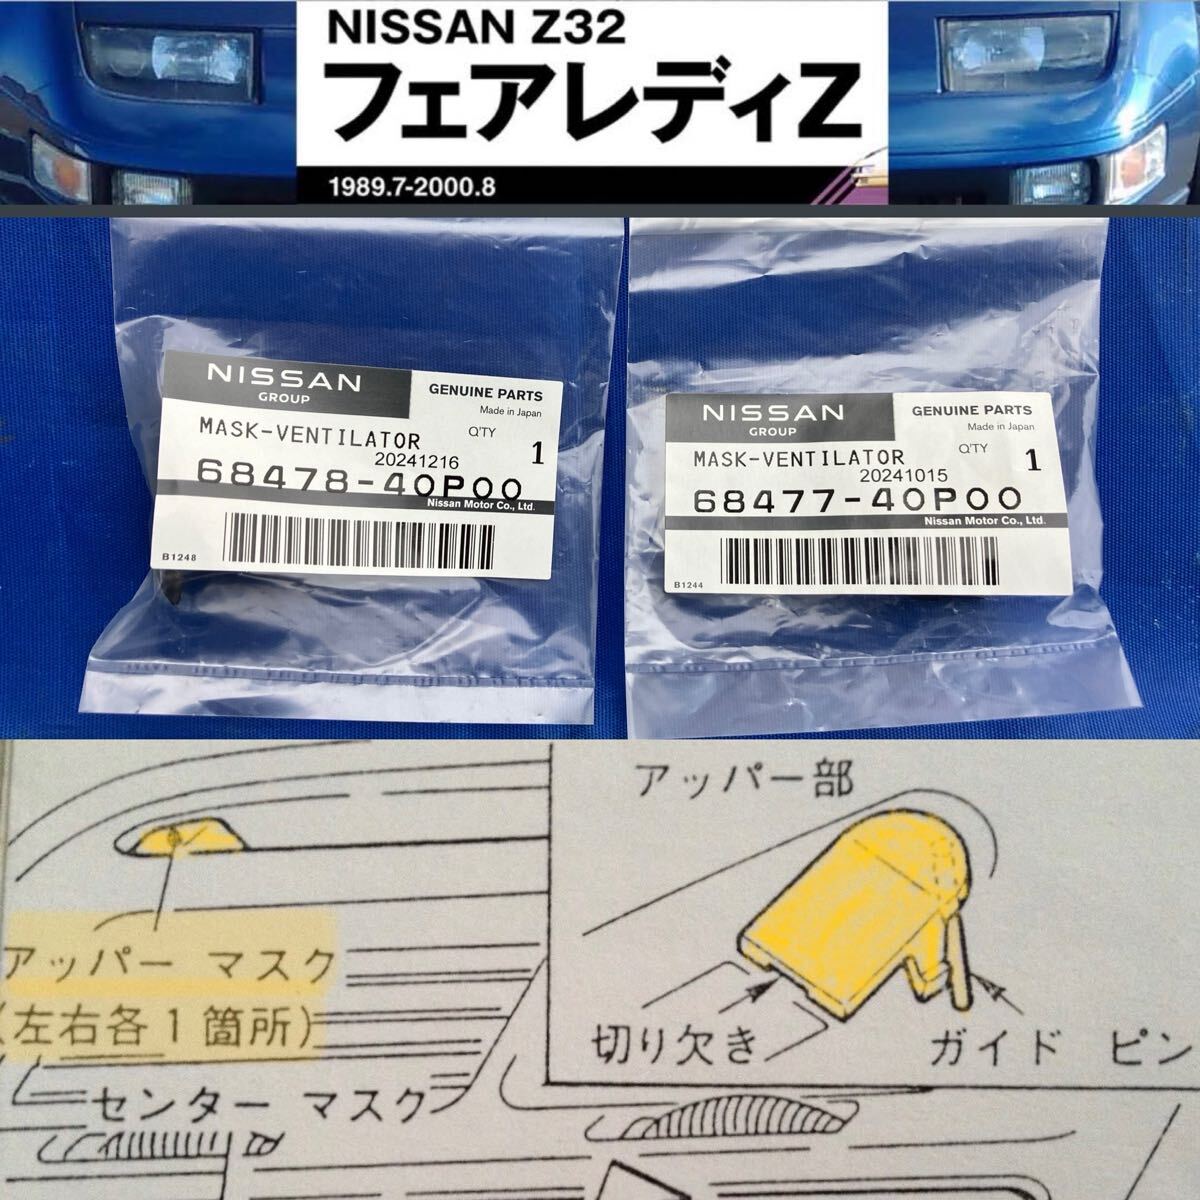 NISSAN Z32
フェアレディZ
1989.7-2000.8
NISSAN
GROUP
GENUINE PARTS
Made in Japan
MASK-VENTILATOR
Q'TY
1
20241216
68478-40P00
Nissan Motor Co., Ltd.
B1248
NISSAN
GROUP
GENUINE PARTS
Made in Japan
MASK-VENTILATOR
Q'TY
1
20241015
68477-40P00
Nissan Motor Co., Ltd.
B1244
アッパー部
アッパー マスク
(左右各1箇所)
センター マスク
切り欠き
ガイド ピン